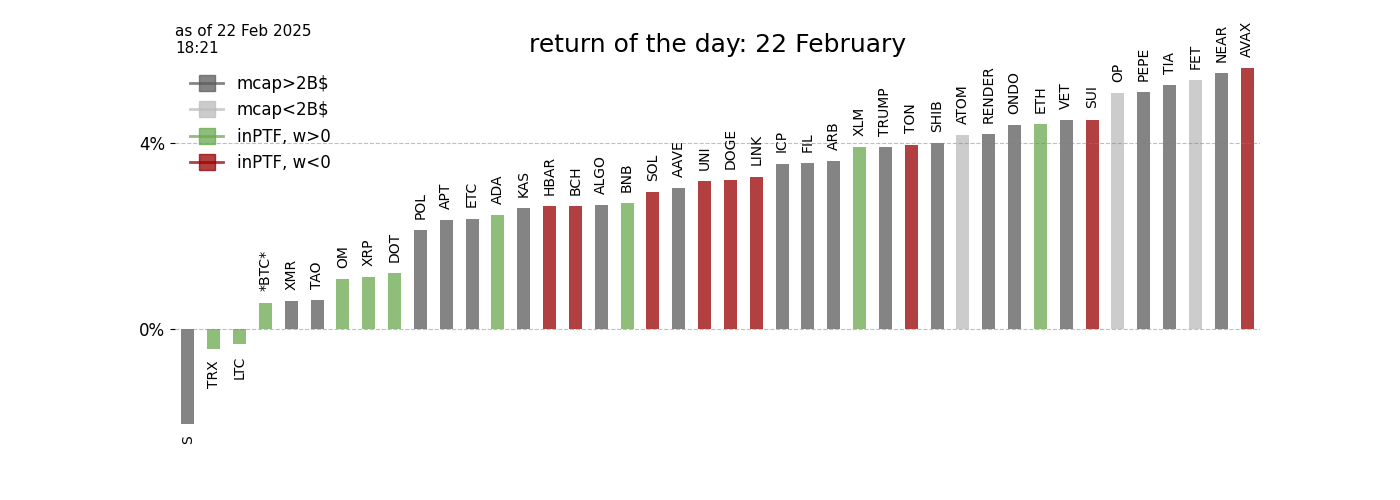 as of 22 Feb 2025
18:21
return of the day: 22 February
mcap>2B$
mcap<2B$
inPTF, w>0
inPTF, w<0
4%
0%
S
TRX
LTC
*BTC*
XMR
TAO
OM
XRP
DOT
POL
APT
ETC
ADA
KAS
HBAR
BCH
ALGO
BNB
SOL
AAVE
UNI
DOGE
LINK
ICP
FIL
ARB
XLM
TRUMP
TON
SHIB
ATOM
RENDER
ONDO
ETH
VET
SUI
OP
PEPE
TIA
FET
NEAR
AVAX